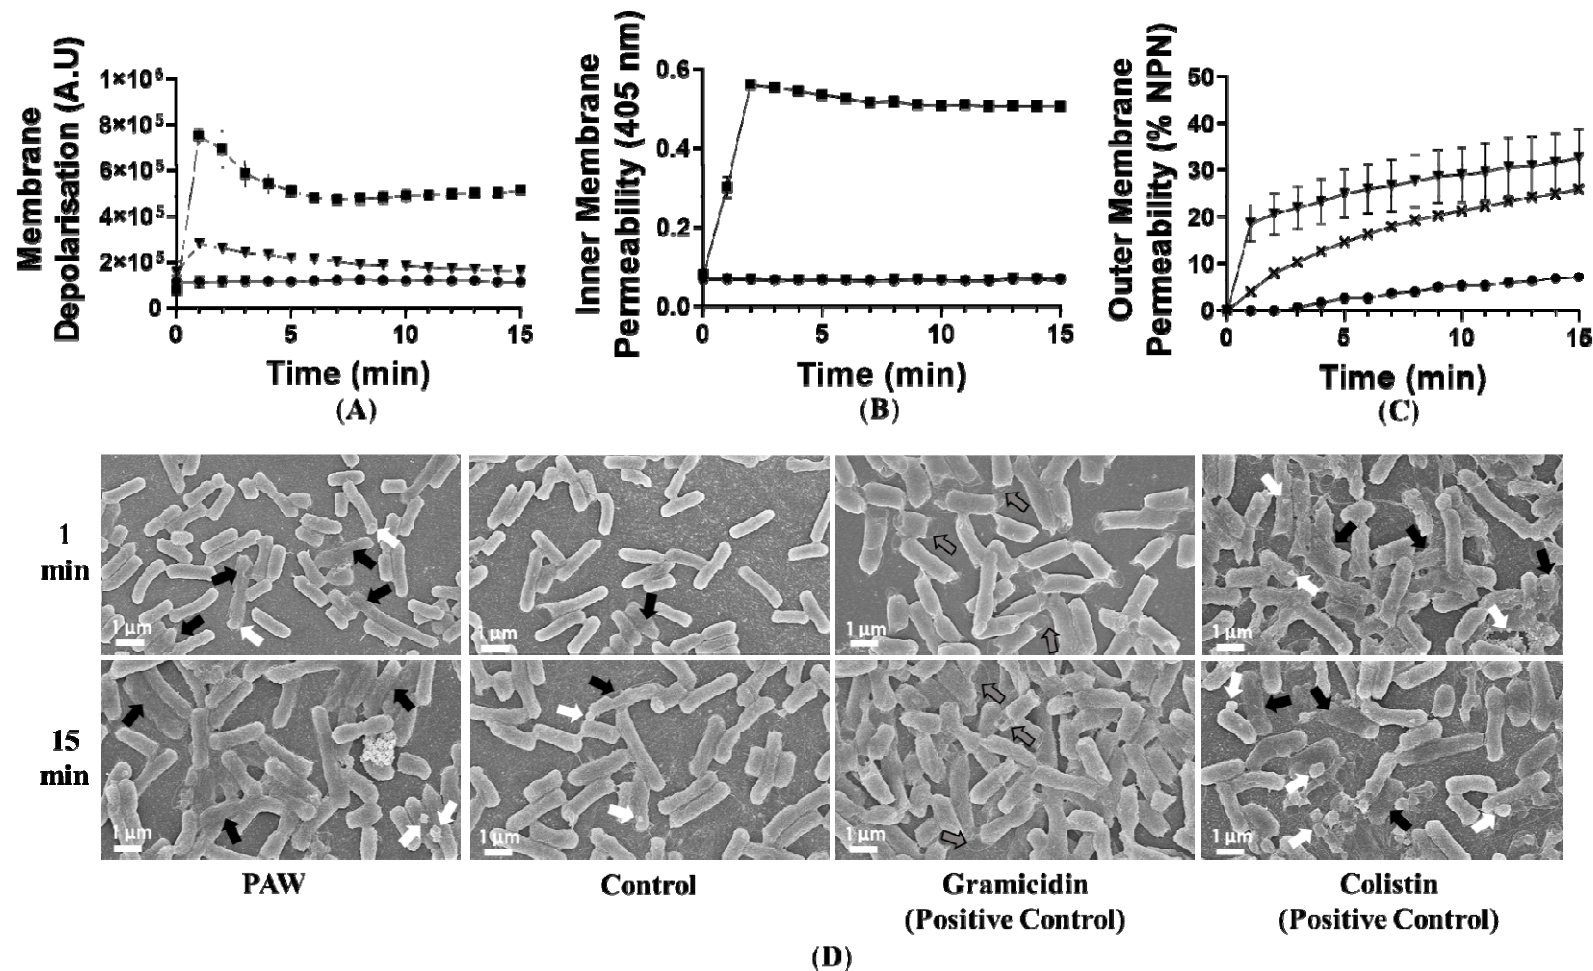 Membrane
Depolarisation (A.U)
1×10⁶
8×10⁵
6×10⁵
4×10⁵
2×10⁵
0
0 5 10 15
Time (min)
(A)
Inner Membrane
Permeability (405 nm)
0.6
0.4
0.2
0.0
0 5 10 15
Time (min)
(B)
Outer Membrane
Permeability (% NPN)
50
40
30
20
10
0
0 5 10 15
Time (min)
(C)
1
min
1 µm
1 µm
1 µm
1 µm
15
min
1 µm
1 µm
1 µm
1 µm
PAW
Control
Gramicidin
(Positive Control)
Colistin
(Positive Control)
(D)